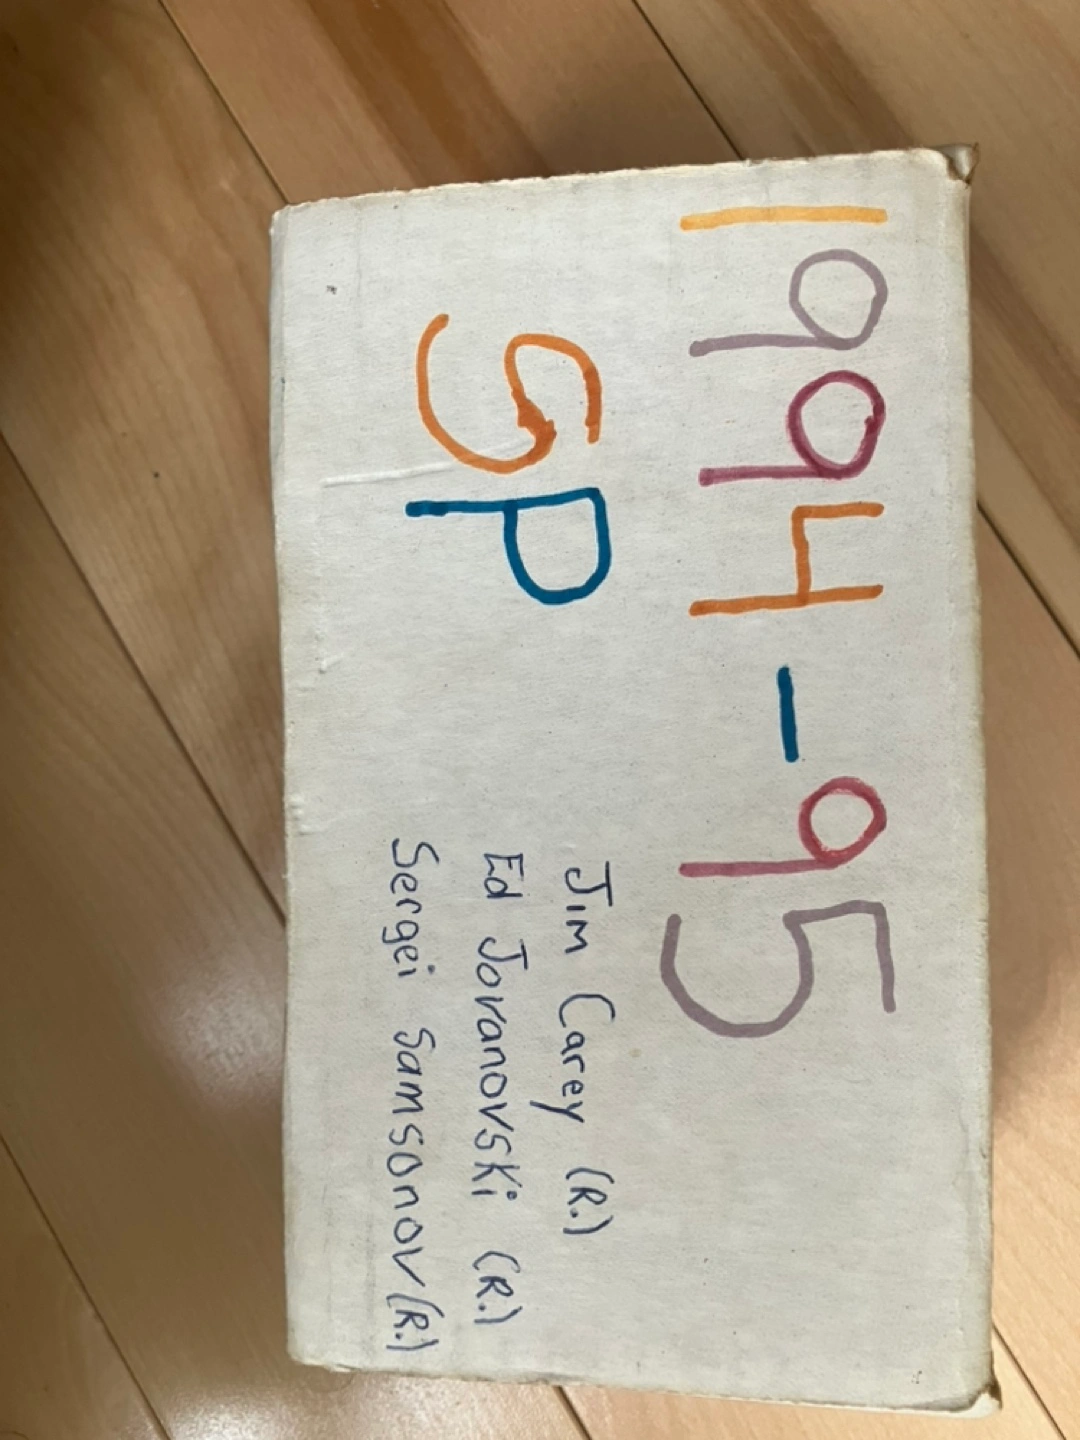 1994-95
SP
Jim Carey (R.)
Ed Jovanovski (R.)
Sergei Samsonov (R.)